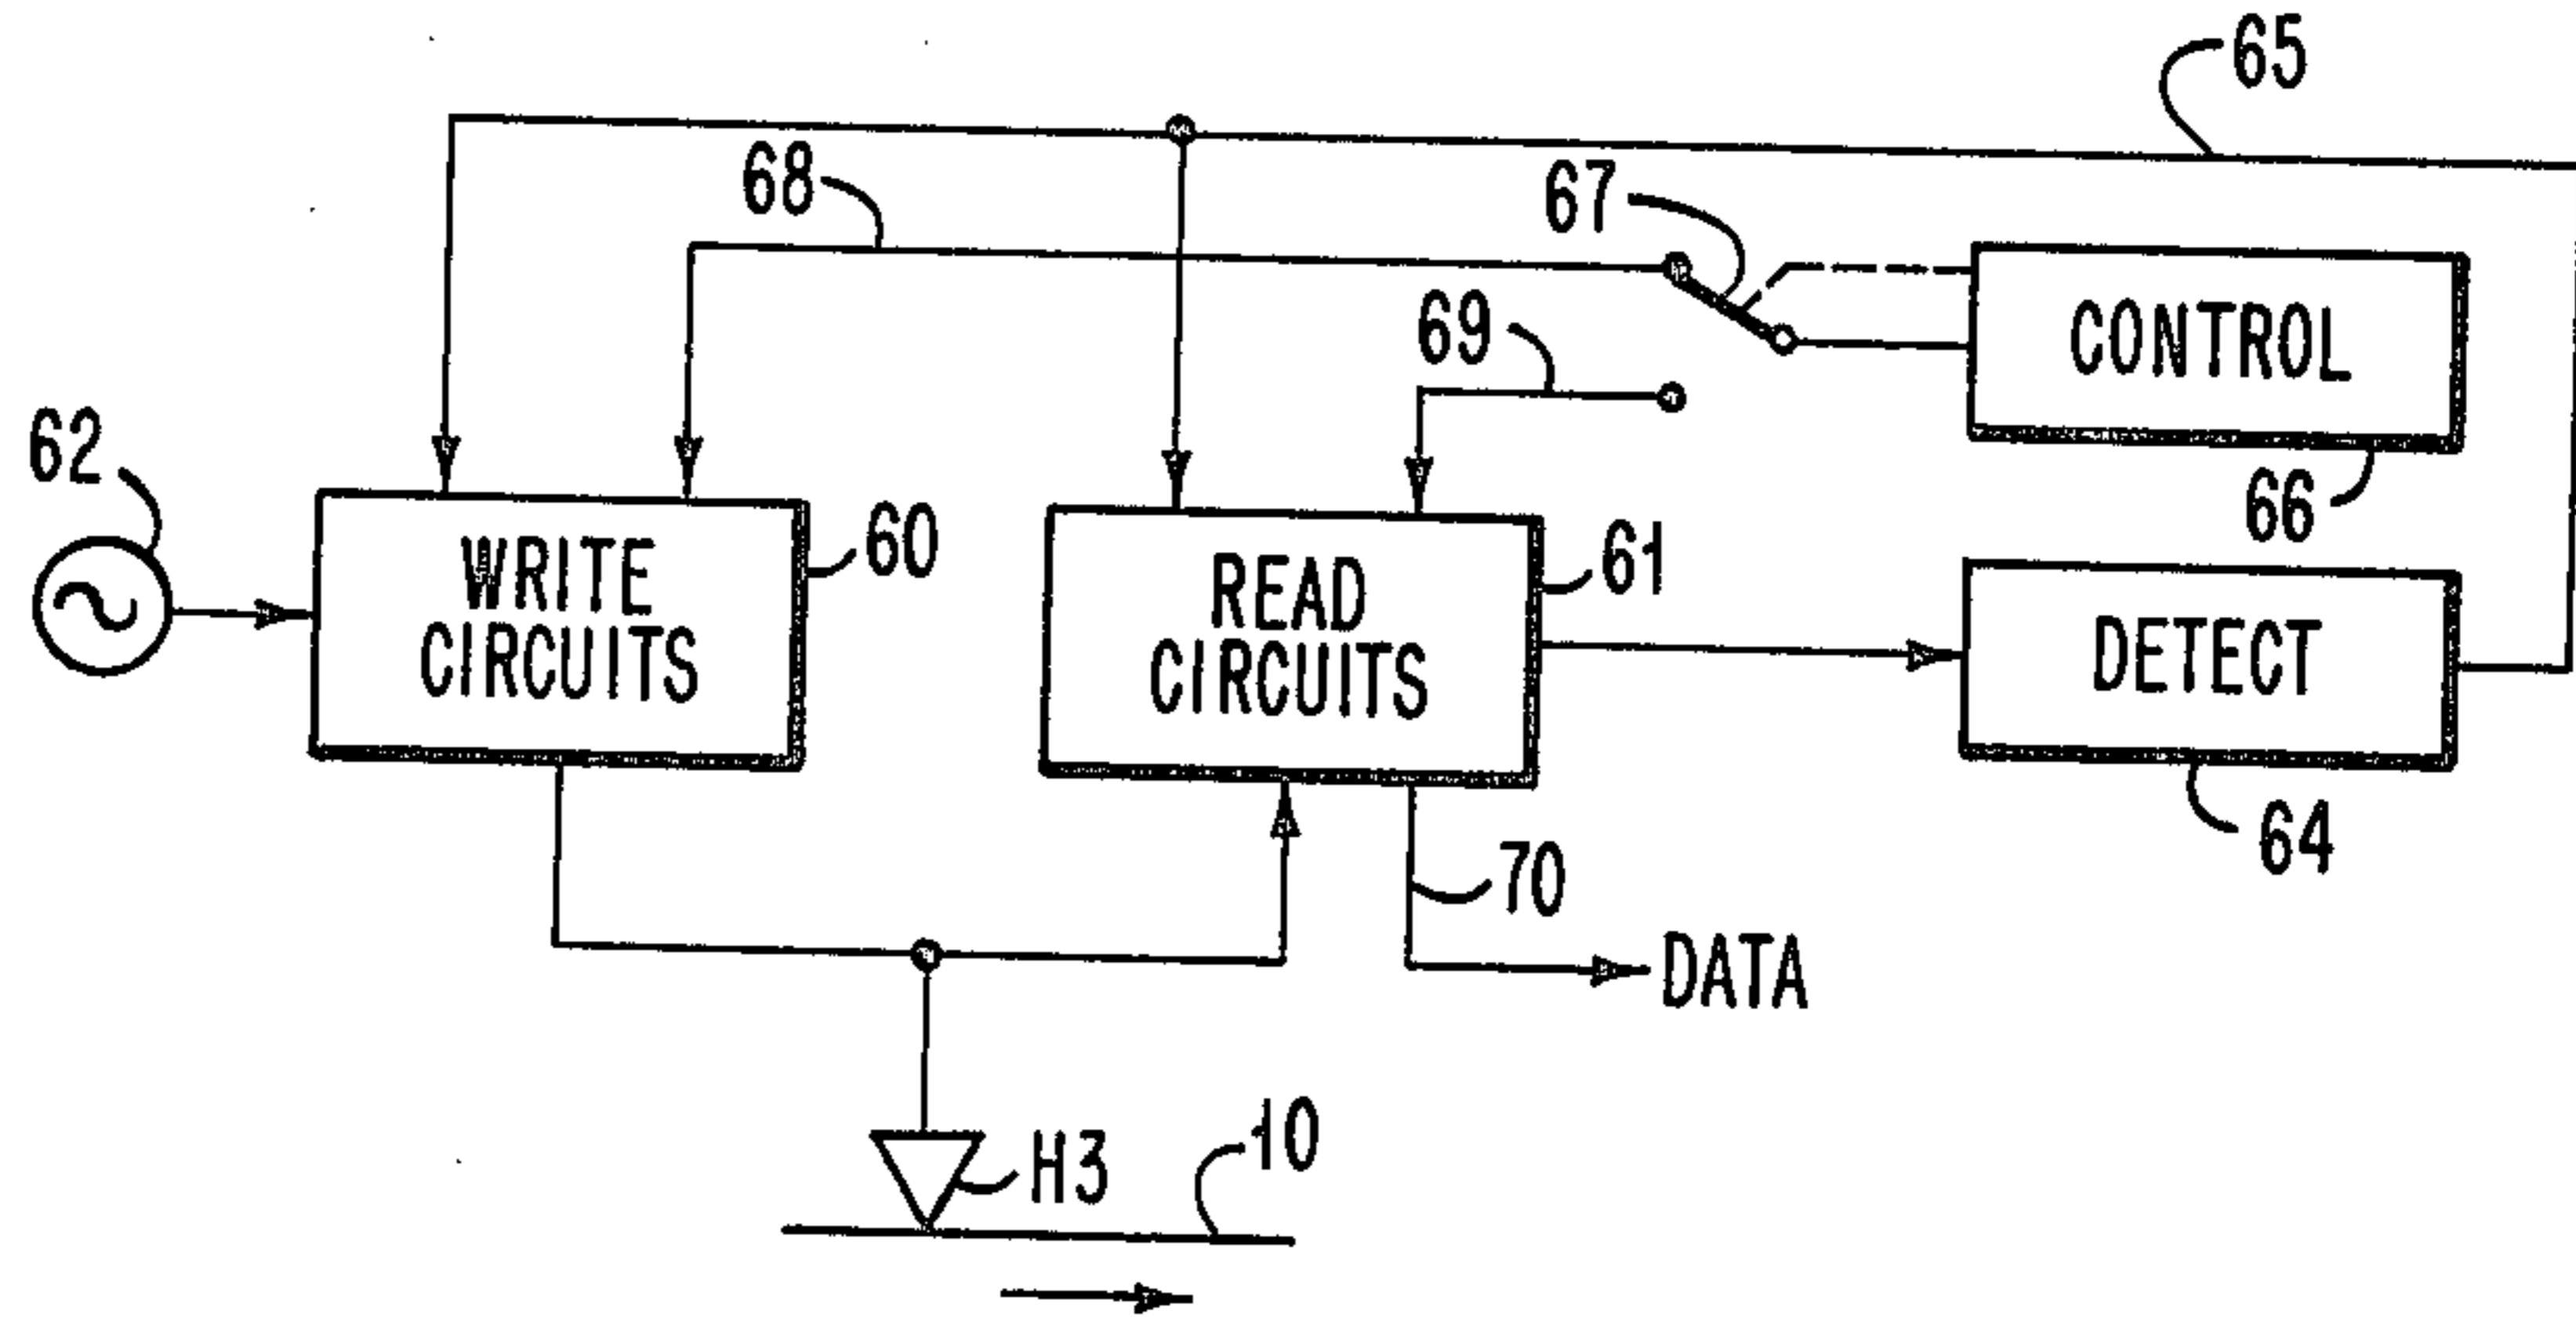 65
68
67
69
CONTROL
62
66
60
WRITE
CIRCUITS
61
READ
CIRCUITS
DETECT
64
70
DATA
H3
10